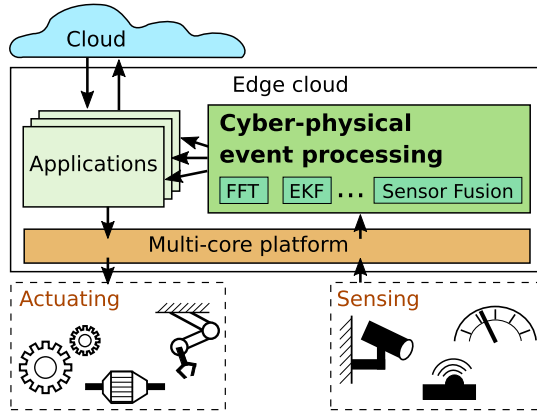 Cloud
Edge cloud
Cyber-physical
event processing
Applications
FFT EKF ... Sensor Fusion
Multi-core platform
Actuating
Sensing